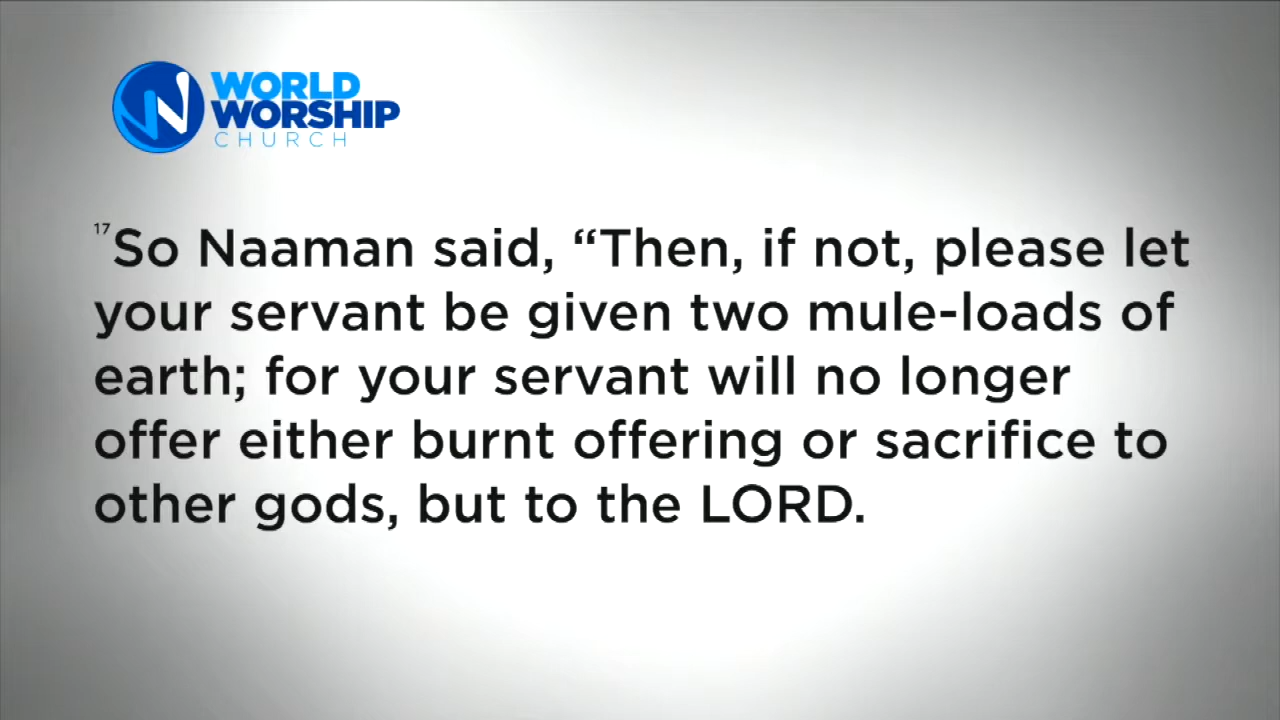 WORLD
WORSHIP
CHURCH
17So Naaman said, “Then, if not, please let
your servant be given two mule-loads of
earth; for your servant will no longer
offer either burnt offering or sacrifice to
other gods, but to the LORD.